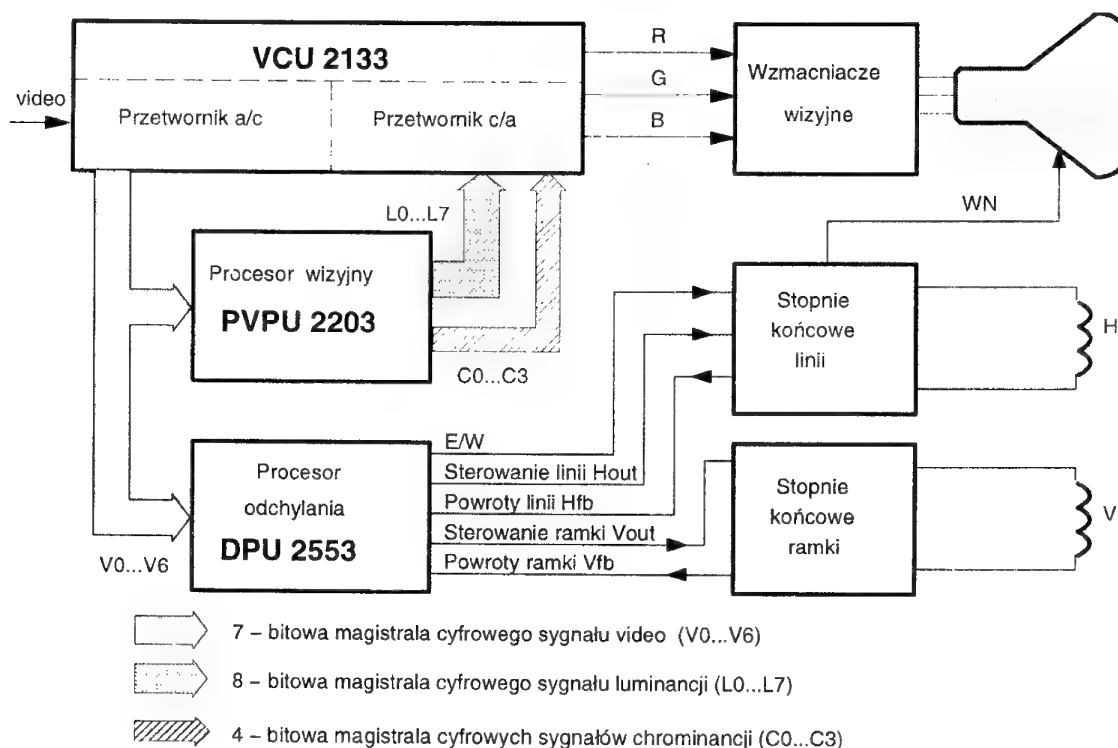 VCU 2133
video
Przetwornik a/c
Przetwornik c/a
R
G
B
Wzmacniacze
wizyjne
WN
L0...L7
Procesor wizyjny
PVPU 2203
C0...C3
Stopnie
końcowe
linii
H
Procesor
odchylania
DPU 2553
V0...V6
E/W
Sterowanie linii Hout
Powroty linii Hfb
Sterowanie ramki Vout
Powroty ramki Vfb
Stopnie
końcowe
ramki
V
7 – bitowa magistrala cyfrowego sygnału video (V0...V6)
8 – bitowa magistrala cyfrowego sygnału luminancji (L0...L7)
4 – bitowa magistrala cyfrowych sygnałów chrominancji (C0...C3)